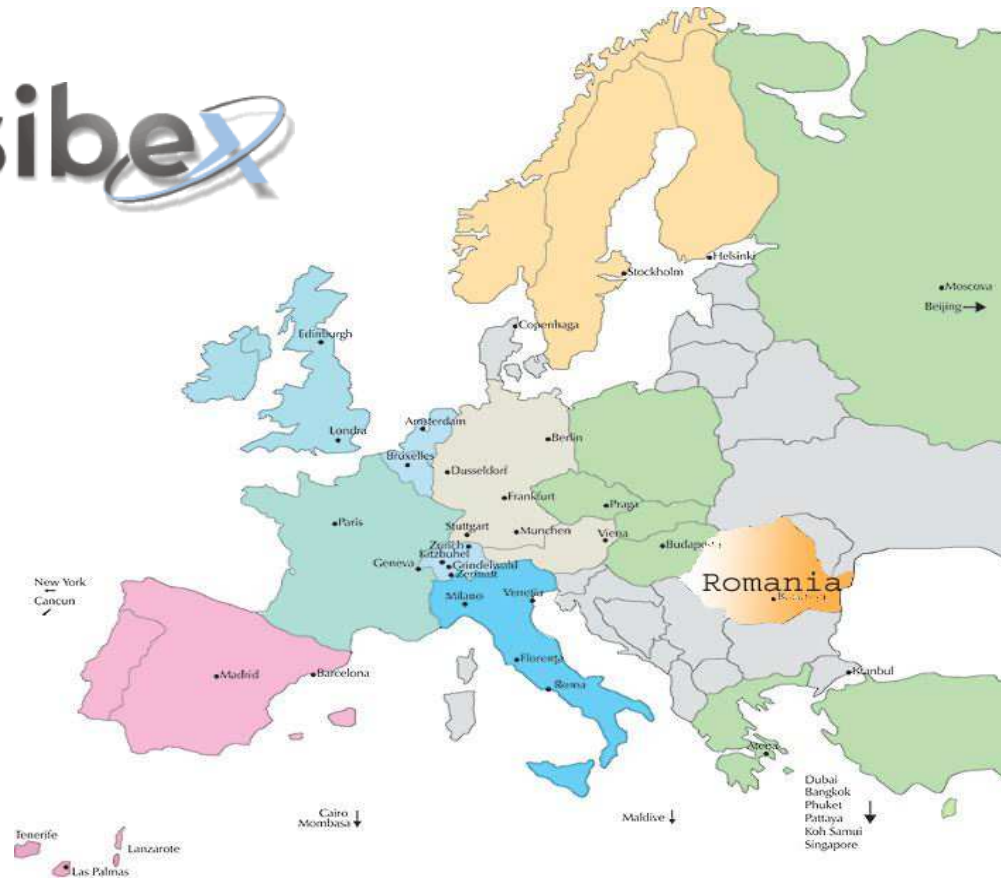 sibex
Helsinki
Stockholm
Moscova
Beijing
Copenhaga
Edinburgh
Londra
Amsterdam
Bruxelles
Berlin
Dusseldorf
Frankfurt
Praga
Paris
Stuttgart
Munchen
Viena
Zurich
Budapesta
Kitzbuhel
Geneva
Grindelwald
Zermatt
Romania
New York
Cancun
Milano
Venetia
Florenta
Madrid
Barcelona
Roma
Istanbul
Atena
Cairo
Mombasa
Maldive
Dubai
Bangkok
Phuket
Pattaya
Koh Samui
Singapore
Tenerife
Lanzarote
Las Palmas